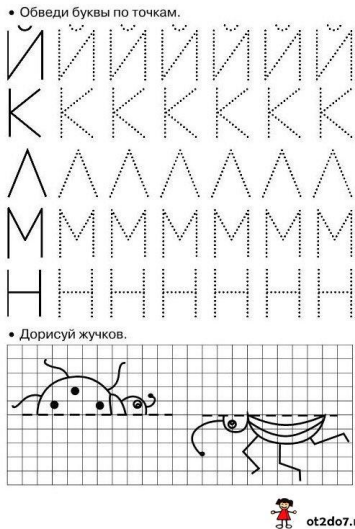 • Обведи буквы по точкам.
Й Й Й Й Й Й Й
К К К К К К К
Л Л Л Л Л Л Л
М М М М М М М
Н Н Н Н Н Н Н
• Дорисуй жучков.
ot2do7.